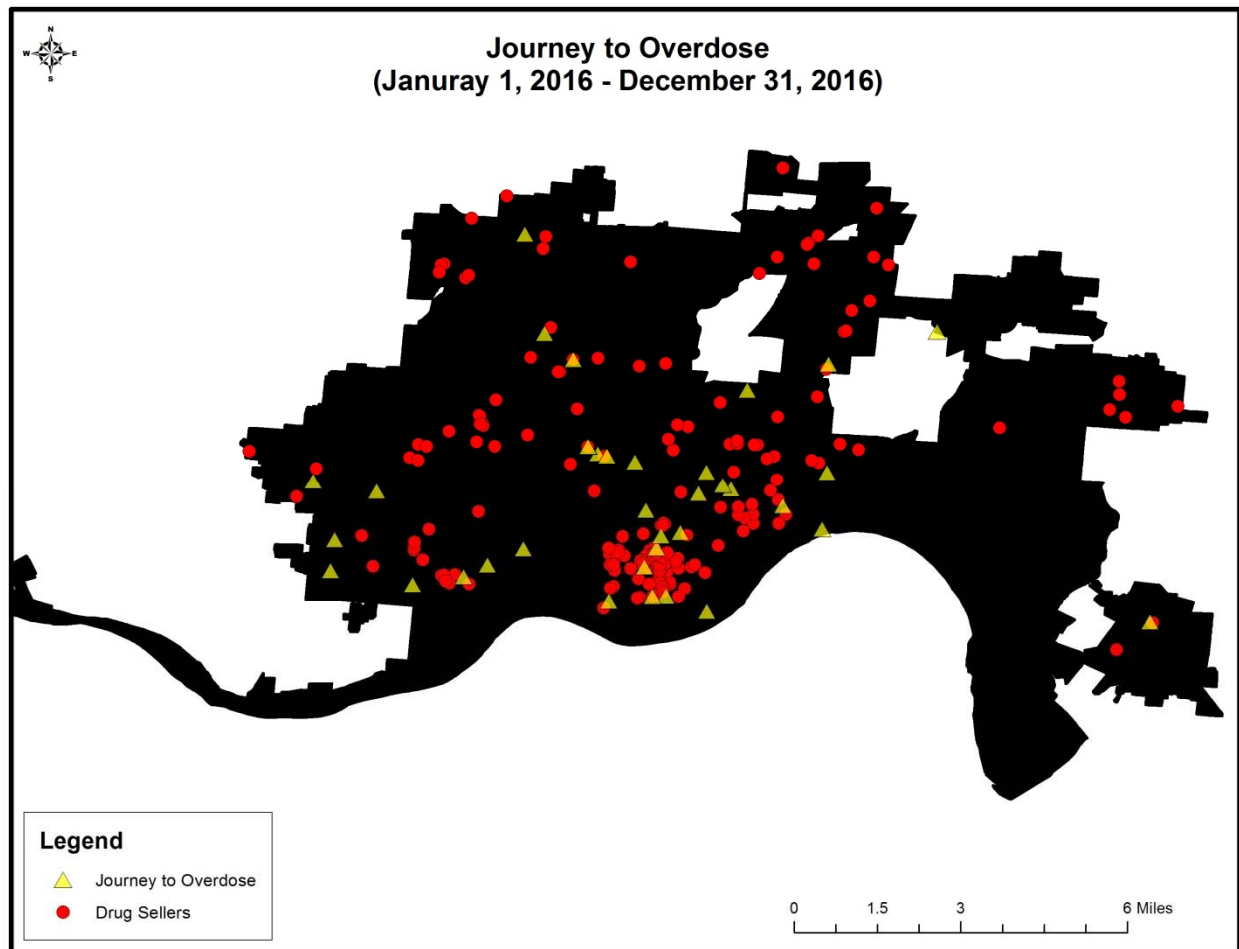 N
W E
S
Journey to Overdose
(Januray 1, 2016 - December 31, 2016)
Legend
Journey to Overdose
Drug Sellers
0 1.5 3 6 Miles